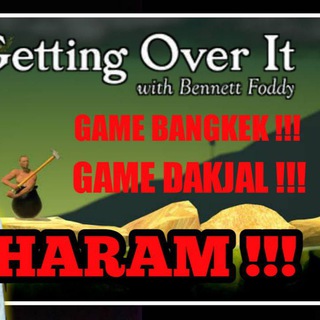 Getting Over It
with Bennett Foddy
GAME BANGKEK !!!
GAME DAKJAL !!!
HARAM !!!